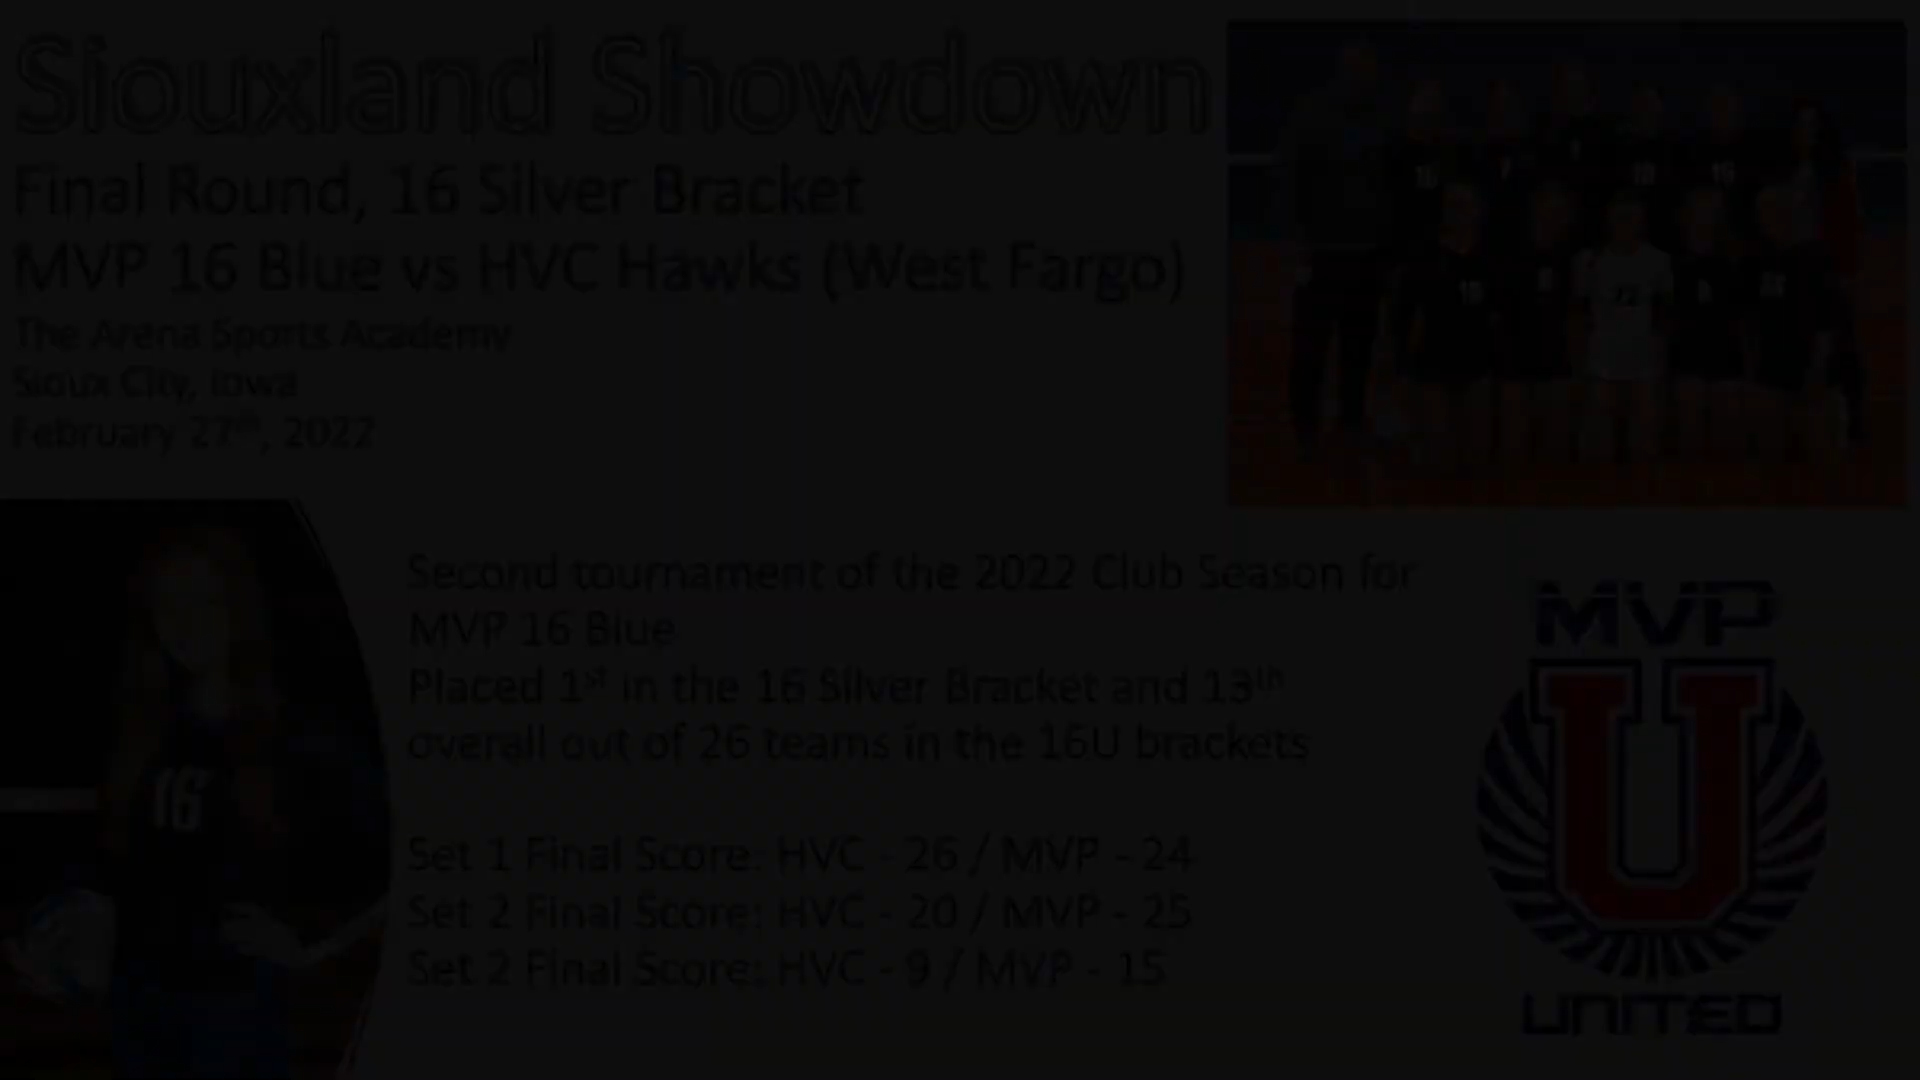 Siouxland Showdown
Final Round, 16 Silver Bracket
MVP 16 Blue vs HVC Hawks (West Fargo)
The Arena Sports Academy
Sioux City, Iowa
February 27th, 2022
Second tournament of the 2022 Club Season for
MVP 16 Blue
Placed 1st in the 16 Silver Bracket and 13th
overall out of 26 teams in the 16U brackets
Set 1 Final Score: HVC - 26 / MVP - 24
Set 2 Final Score: HVC - 20 / MVP - 25
Set 2 Final Score: HVC - 9 / MVP - 15
MVP
U
UNITED
16